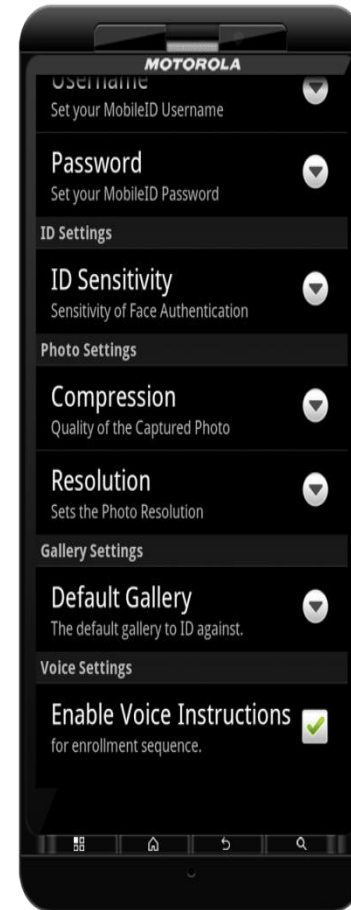 MOTOROLA
Username
Set your MobileID Username
Password
Set your MobileID Password
ID Settings
ID Sensitivity
Sensitivity of Face Authentication
Photo Settings
Compression
Quality of the Captured Photo
Resolution
Sets the Photo Resolution
Gallery Settings
Default Gallery
The default gallery to ID against.
Voice Settings
Enable Voice Instructions
for enrollment sequence.